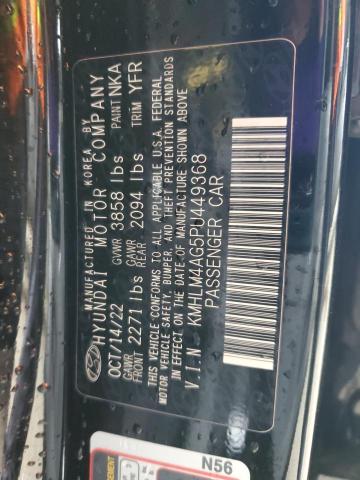 MANUFACTURED IN KOREA BY
HYUNDAI MOTOR COMPANY
OCT/14/22 GVWR 3858 lbs PAINT NKA
GAWR FRONT 2271 lbs GAWR REAR 2094 lbs TRIM YFR
THIS VEHICLE CONFORMS TO ALL APPLICABLE U.S.A. FEDERAL
MOTOR VEHICLE SAFETY, BUMPER, AND THEFT PREVENTION STANDARDS
IN EFFECT ON THE DATE OF MANUFACTURE SHOWN ABOVE
V.I.N. KMHLM4AG5PU449368
PASSENGER CAR
N56